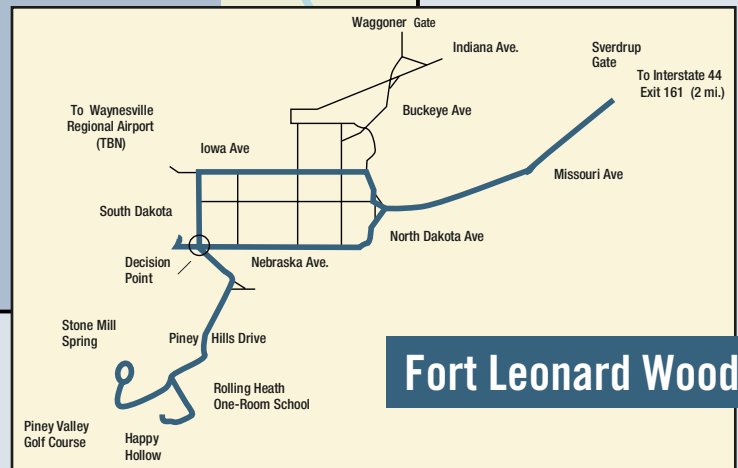 Waggoner Gate
Indiana Ave.
Sverdrup
Gate
To Interstate 44
Exit 161 (2 mi.)
To Waynesville
Regional Airport
(TBN)
Buckeye Ave
Iowa Ave
Missouri Ave
South Dakota
North Dakota Ave
Decision
Point
Nebraska Ave.
Stone Mill
Spring
Piney Hills Drive
Fort Leonard Wood
Rolling Heath
One-Room School
Piney Valley
Golf Course
Happy
Hollow